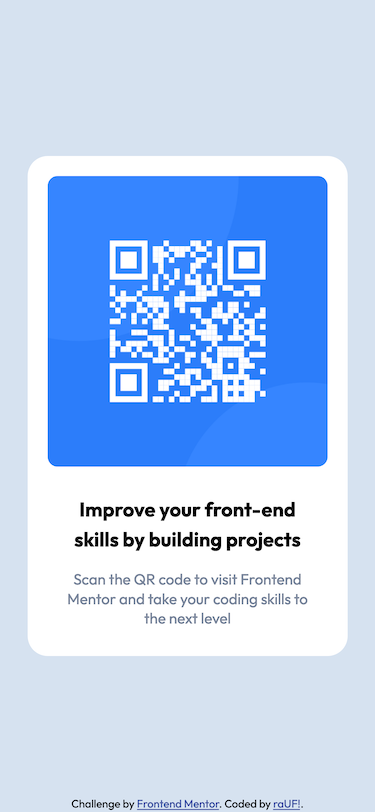 Improve your front-end
skills by building projects
Scan the QR code to visit Frontend
Mentor and take your coding skills to
the next level
Challenge by Frontend Mentor. Coded by raUF!.